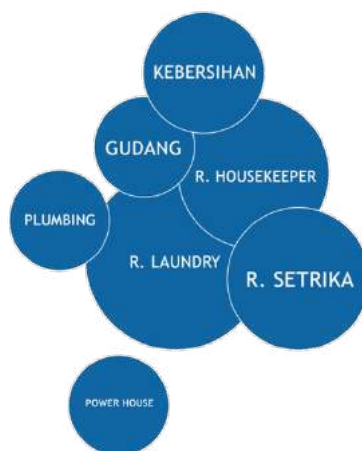 KEBERSIHAN
GUDANG
R. HOUSEKEEPER
PLUMBING
R. LAUNDRY
R. SETRIKA
POWER HOUSE